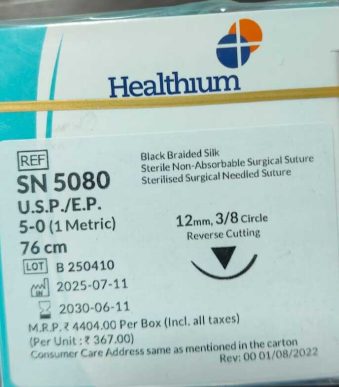 Healthium
REF
SN 5080
U.S.P./E.P.
5-0 (1 Metric)
76 cm
LOT B 250410
2025-07-11
2030-06-11
Black Braided Silk
Sterile Non-Absorbable Surgical Suture
Sterilised Surgical Needled Suture
12mm, 3/8 Circle
Reverse Cutting
M.R.P. ₹ 4404.00 Per Box (Incl. all taxes)
(Per Unit : ₹ 367.00)
Consumer Care Address same as mentioned in the carton
Rev: 00 01/08/2022